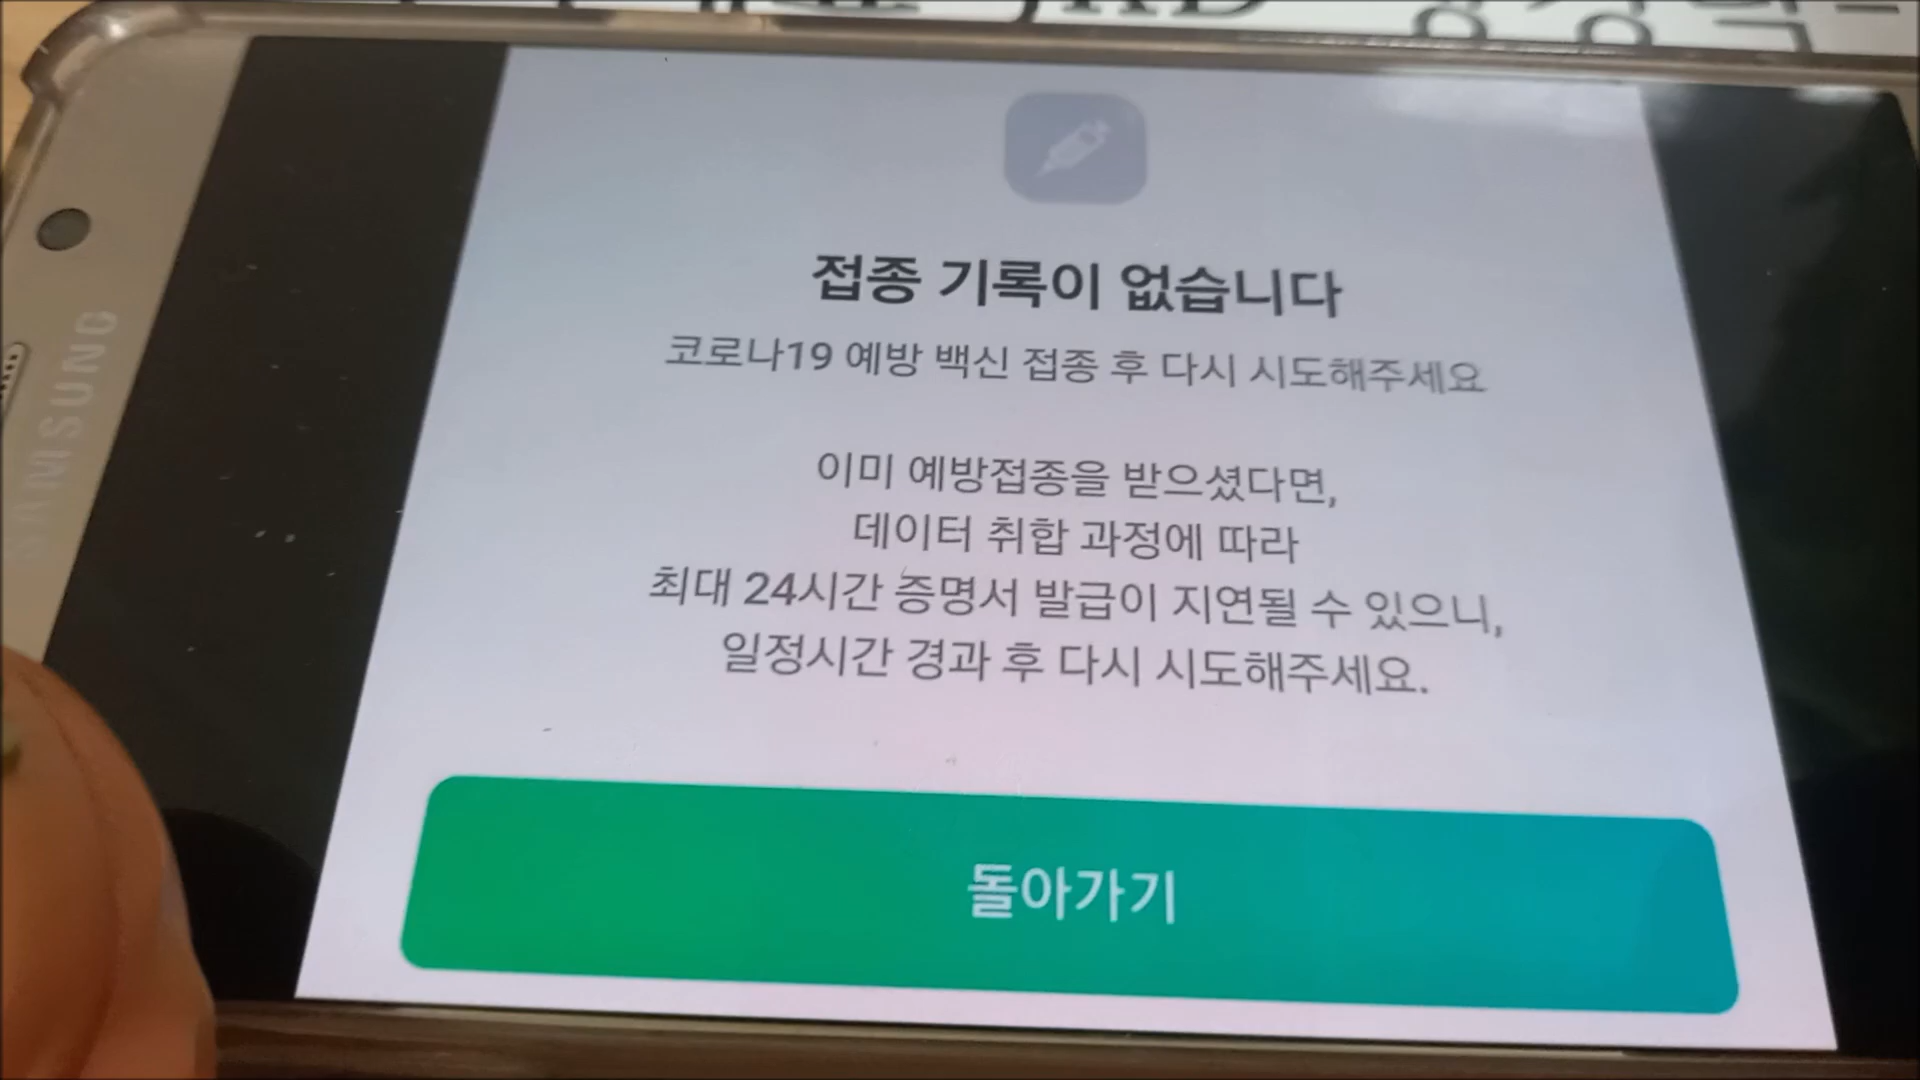 접종 기록이 없습니다
코로나19 예방 백신 접종 후 다시 시도해주세요
이미 예방접종을 받으셨다면,
데이터 취합 과정에 따라
최대 24시간 증명서 발급이 지연될 수 있으니,
일정시간 경과 후 다시 시도해주세요.
돌아가기
SAMSUNG